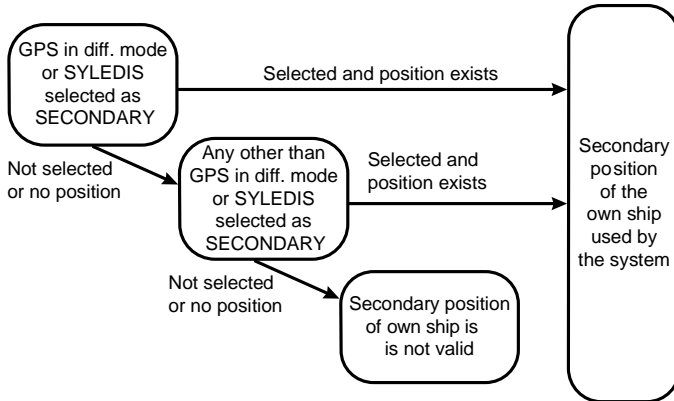 GPS in diff. mode
or SYLEDIS
selected as
SECONDARY
Selected and position exists
Not selected
or no position
Any other than
GPS in diff. mode
or SYLEDIS
selected as
SECONDARY
Selected and
position exists
Secondary
position
of the
own ship
used by
the system
Not selected
or no position
Secondary position
of own ship is
is not valid